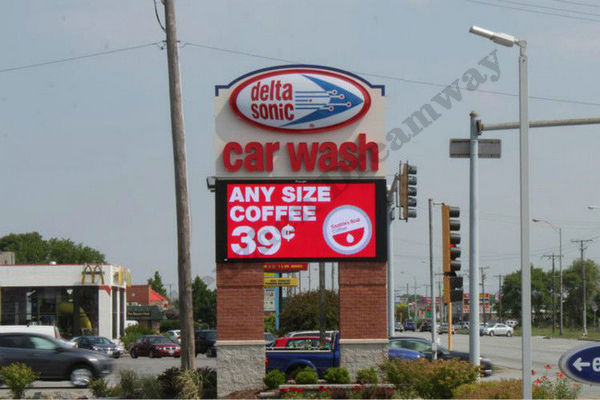 delta
sonic
car wash
ANY SIZE
COFFEE
39¢